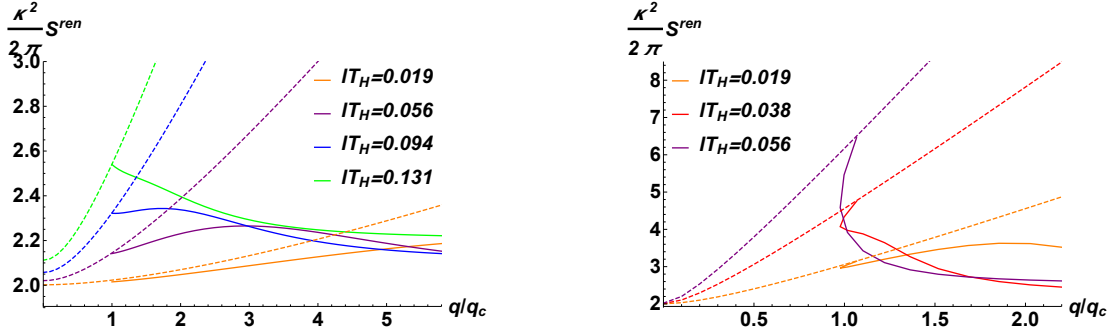 κ² / 2 π S^ren
3.0
2.8
2.6
2.4
2.2
2.0
1 2 3 4 5 q/q_c
lT_H=0.019
lT_H=0.056
lT_H=0.094
lT_H=0.131
κ² / 2 π S^ren
8
7
6
5
4
3
2
0.5 1.0 1.5 2.0 q/q_c
lT_H=0.019
lT_H=0.038
lT_H=0.056